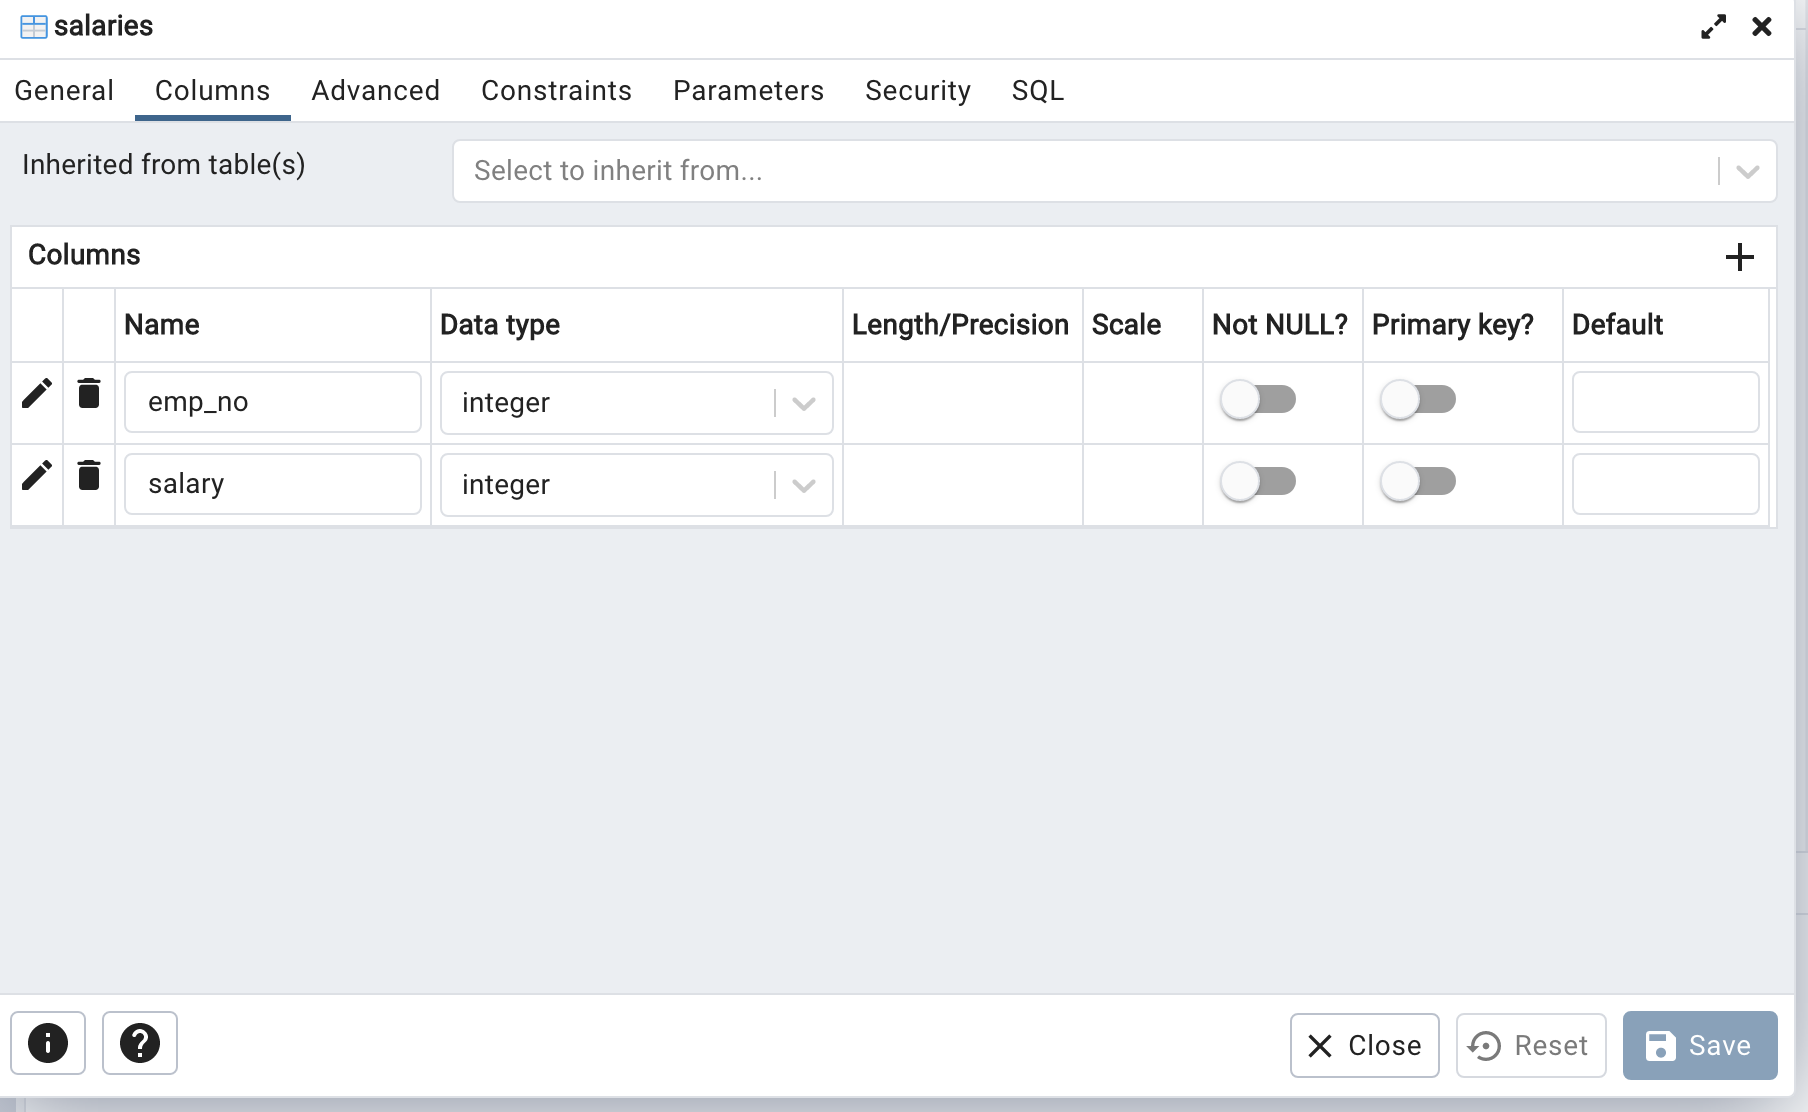 salaries
General Columns Advanced Constraints Parameters Security SQL
Inherited from table(s) Select to inherit from...
Columns
Name Data type Length/Precision Scale Not NULL? Primary key? Default
emp_no integer
salary integer
Close Reset Save